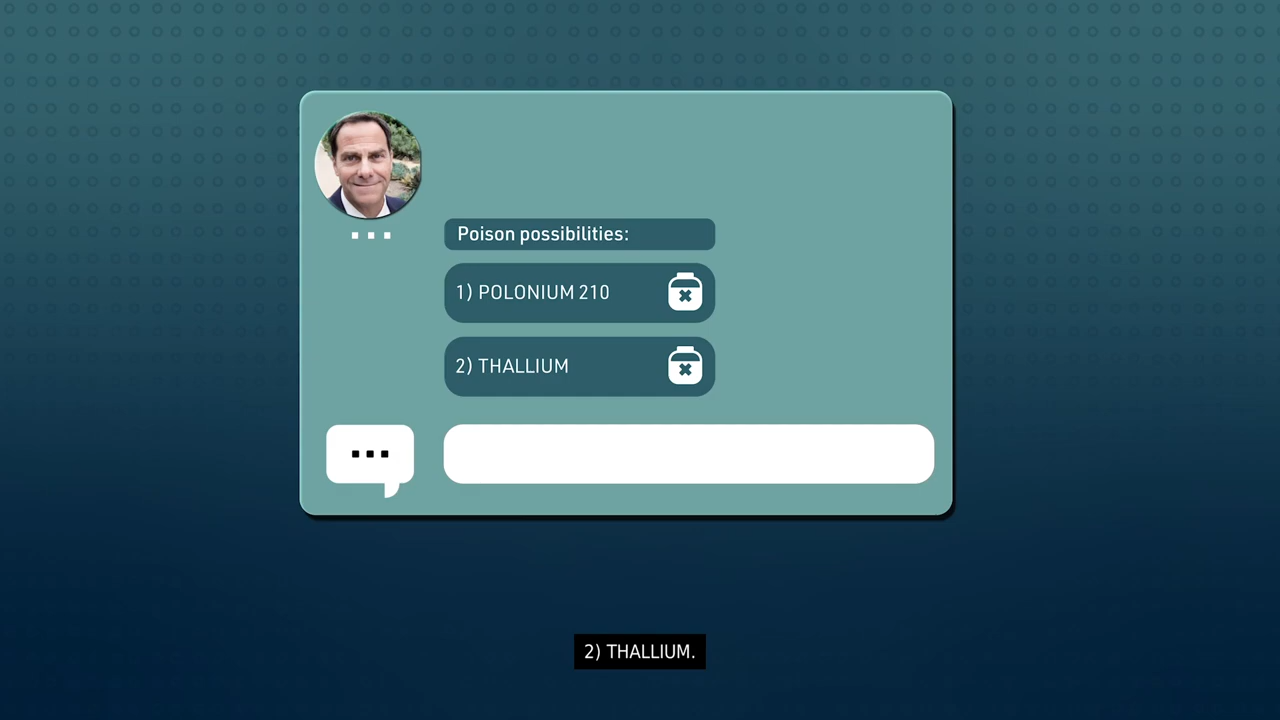 Poison possibilities:
1) POLONIUM 210
2) THALLIUM
2) THALLIUM.